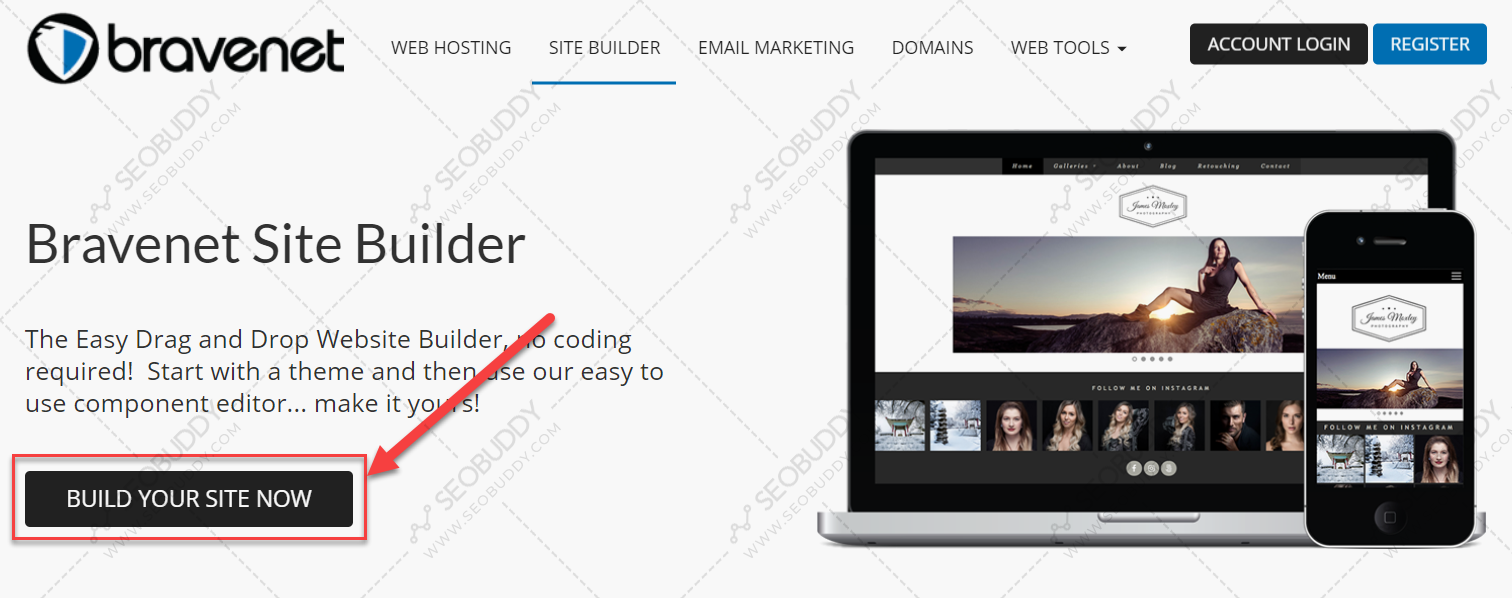 bravenet
WEB HOSTING
SITE BUILDER
EMAIL MARKETING
DOMAINS
WEB TOOLS
ACCOUNT LOGIN
REGISTER
Bravenet Site Builder
The Easy Drag and Drop Website Builder, no coding
required! Start with a theme and then use our easy to
use component editor... make it yours!
BUILD YOUR SITE NOW
Home Galleries About Blog Retouching Contact
James Moxley
PHOTOGRAPHY
FOLLOW ME ON INSTAGRAM
Menu
James Moxley
PHOTOGRAPHY
FOLLOW ME ON INSTAGRAM
SEOBUDDY
WWW.SEOBUDDY.COM